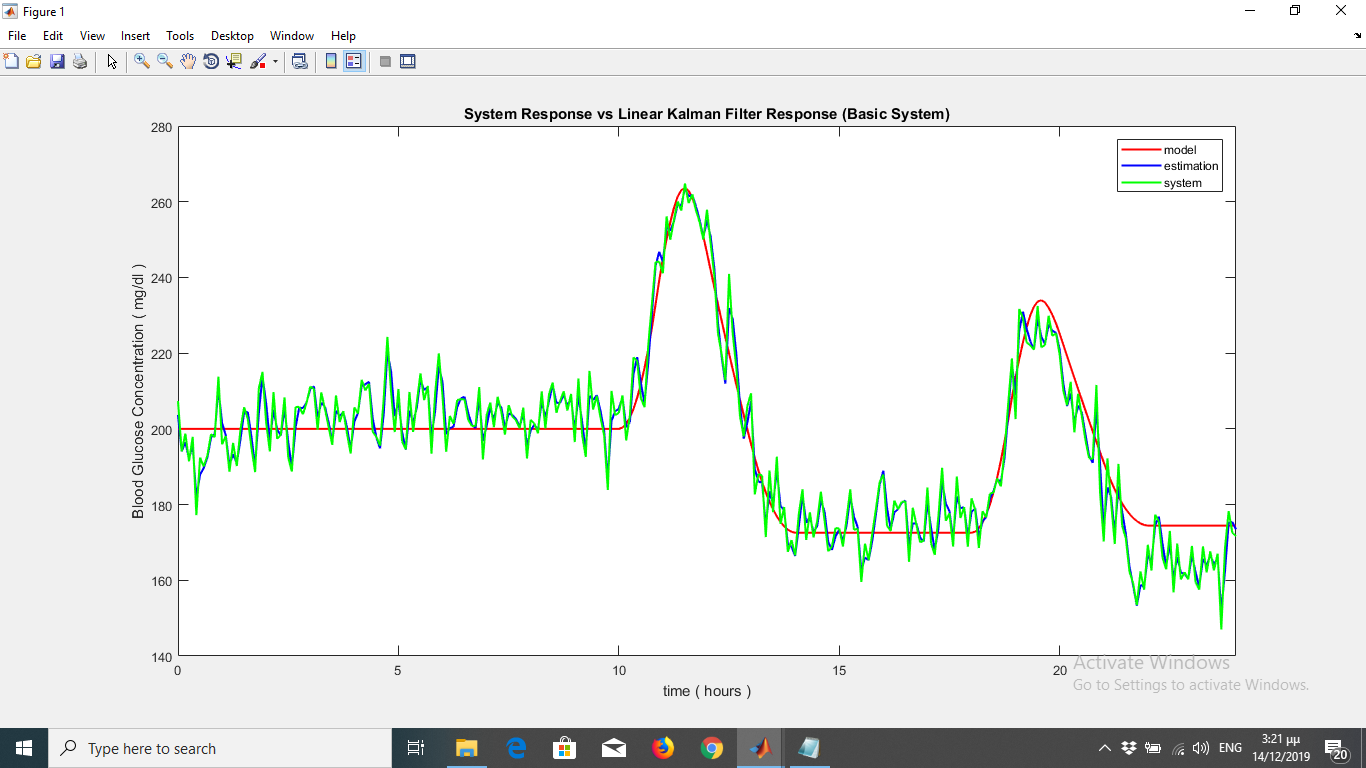 Figure 1
File Edit View Insert Tools Desktop Window Help
System Response vs Linear Kalman Filter Response (Basic System)
280
260
240
220
200
180
160
140
Blood Glucose Concentration ( mg/dl )
model
estimation
system
0 5 10 15 20
time ( hours )
Activate Windows
Go to Settings to activate Windows.
Type here to search
ENG
3:21 μμ
14/12/2019
20